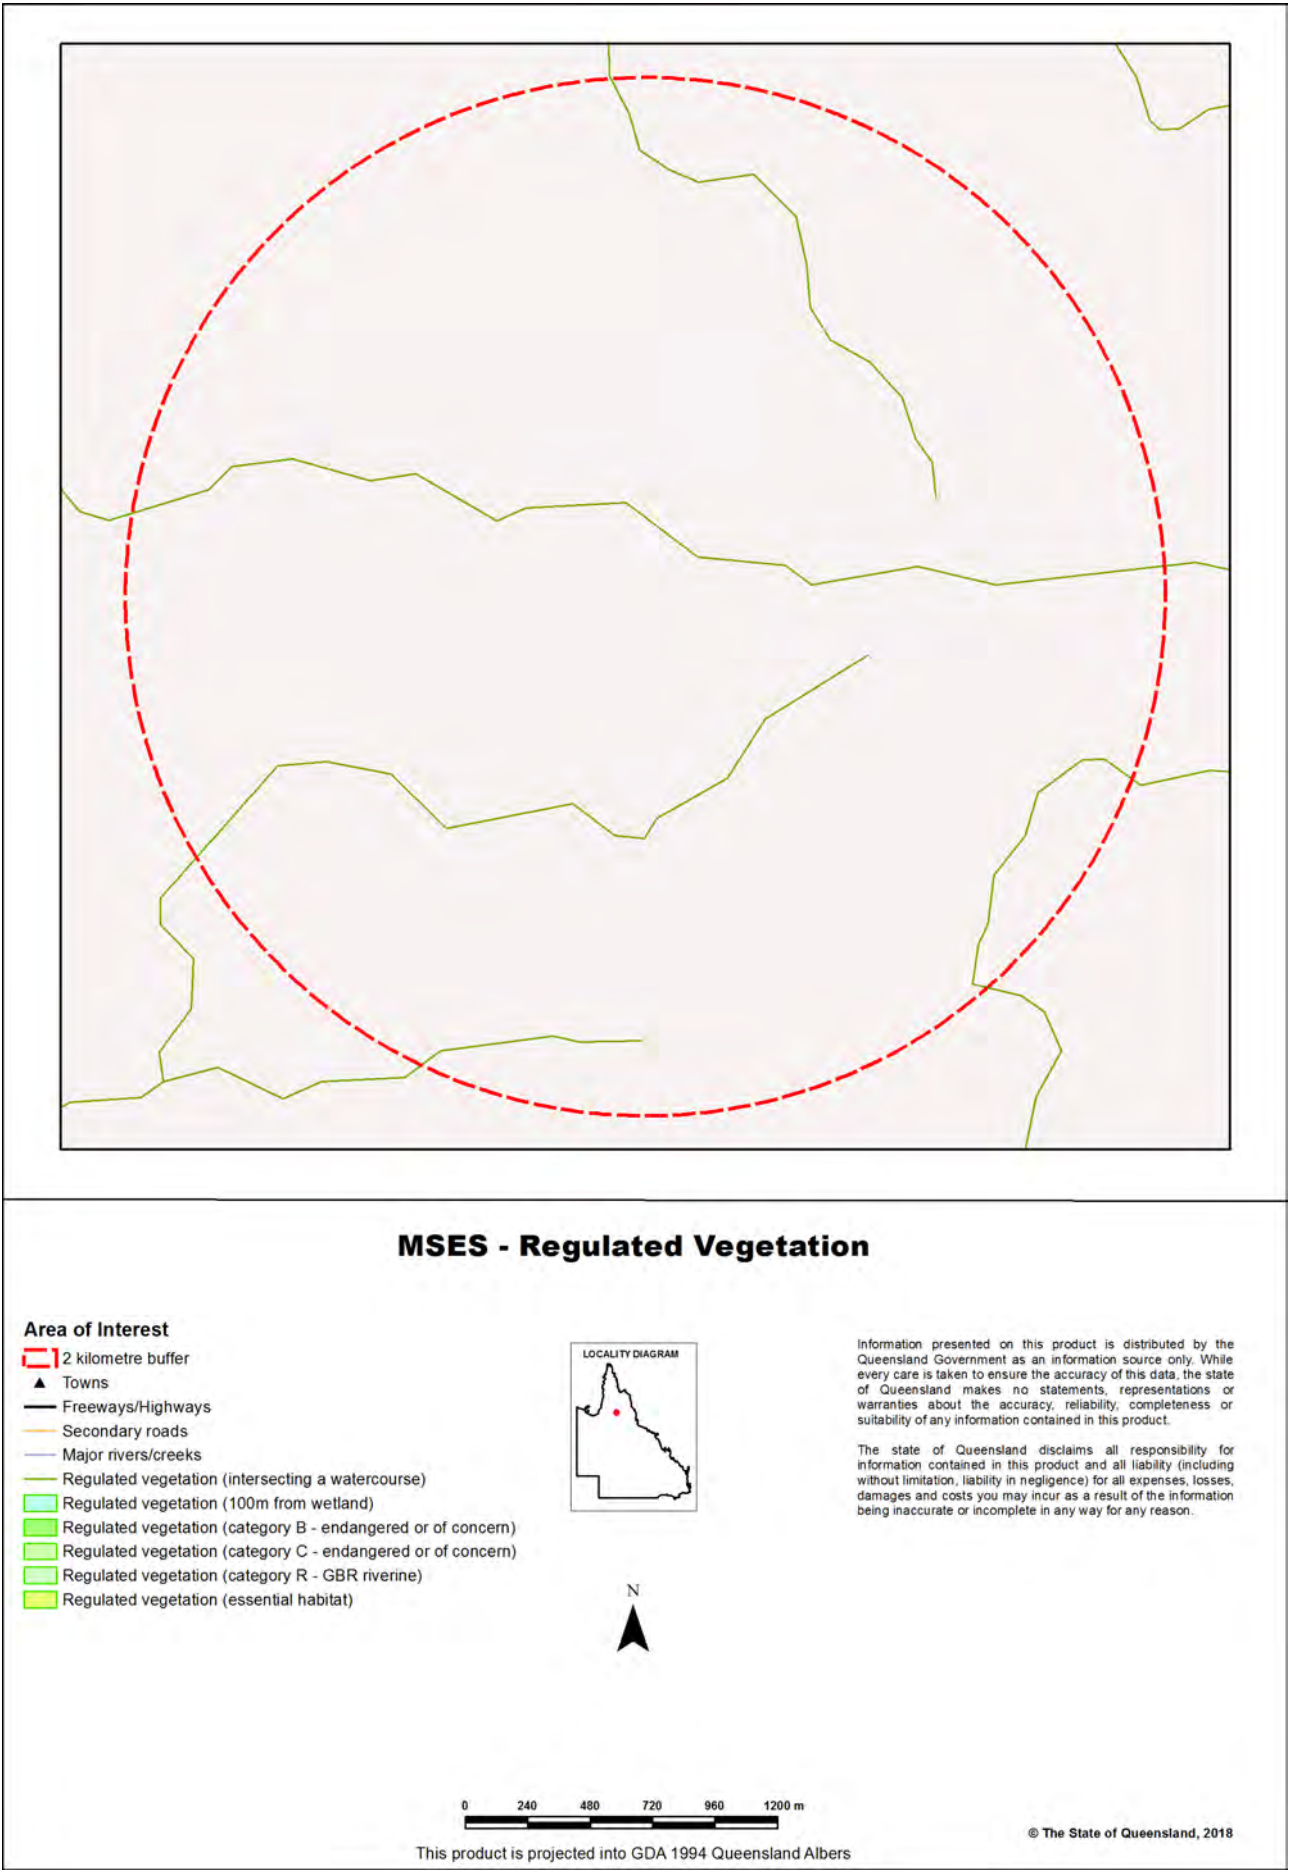 MSES - Regulated Vegetation
Area of Interest
2 kilometre buffer
Towns
Freeways/Highways
Secondary roads
Major rivers/creeks
Regulated vegetation (intersecting a watercourse)
Regulated vegetation (100m from wetland)
Regulated vegetation (category B - endangered or of concern)
Regulated vegetation (category C - endangered or of concern)
Regulated vegetation (category R - GBR riverine)
Regulated vegetation (essential habitat)
LOCALITY DIAGRAM
N
Information presented on this product is distributed by the
Queensland Government as an information source only. While
every care is taken to ensure the accuracy of this data, the state
of Queensland makes no statements, representations or
warranties about the accuracy, reliability, completeness or
suitability of any information contained in this product.
The state of Queensland disclaims all responsibility for
information contained in this product and all liability (including
without limitation, liability in negligence) for all expenses, losses,
damages and costs you may incur as a result of the information
being inaccurate or incomplete in any way for any reason.
0 240 480 720 960 1200 m
This product is projected into GDA 1994 Queensland Albers
© The State of Queensland, 2018